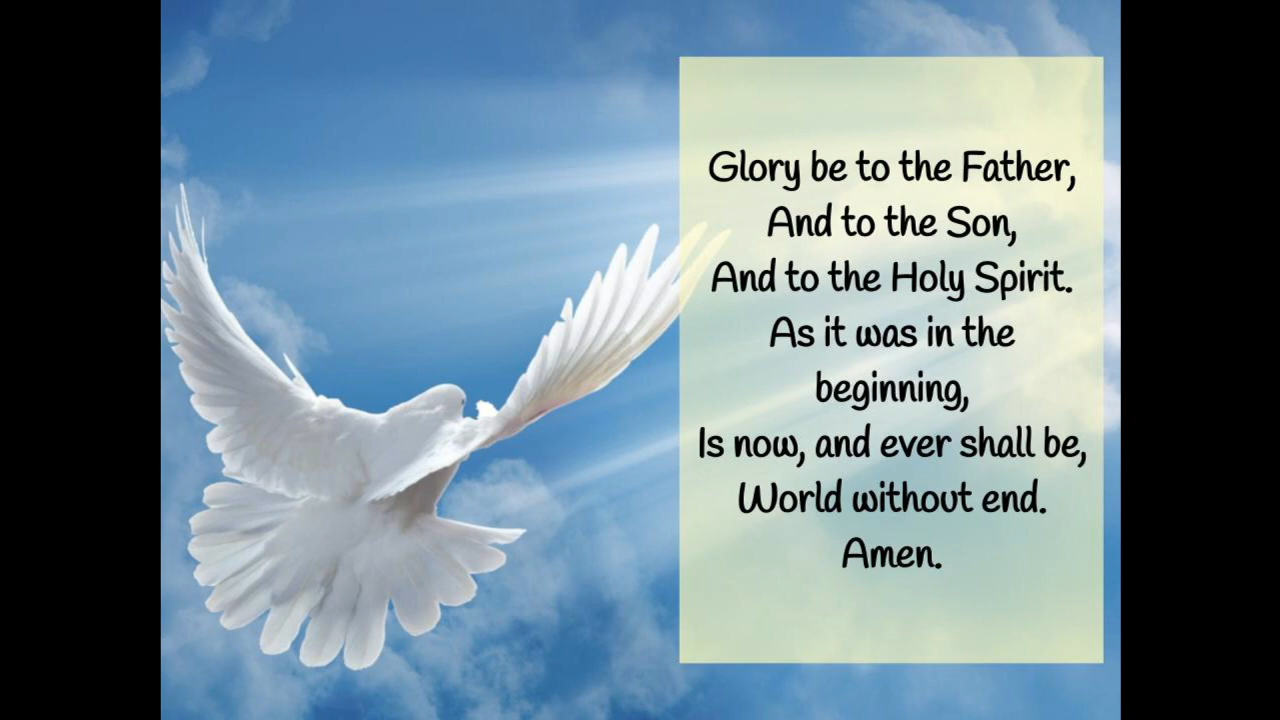 Glory be to the Father,
And to the Son,
And to the Holy Spirit.
As it was in the
beginning,
Is now, and ever shall be,
World without end.
Amen.